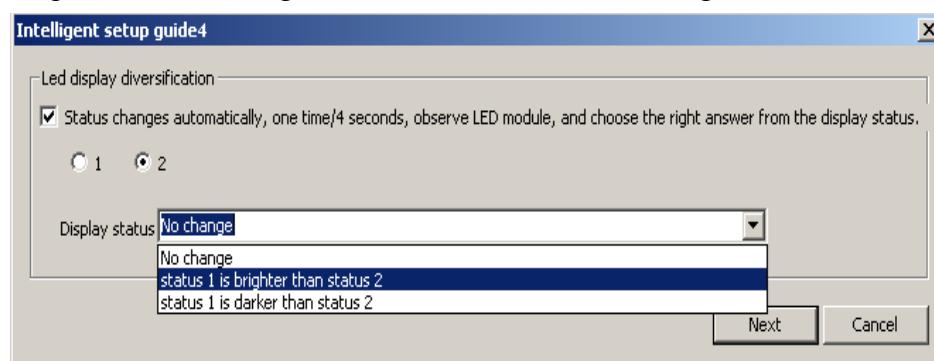 Intelligent setup guide4
Led display diversification
Status changes automatically, one time/4 seconds, observe LED module, and choose the right answer from the display status.
1 2
Display status No change
No change
status 1 is brighter than status 2
status 1 is darker than status 2
Next Cancel